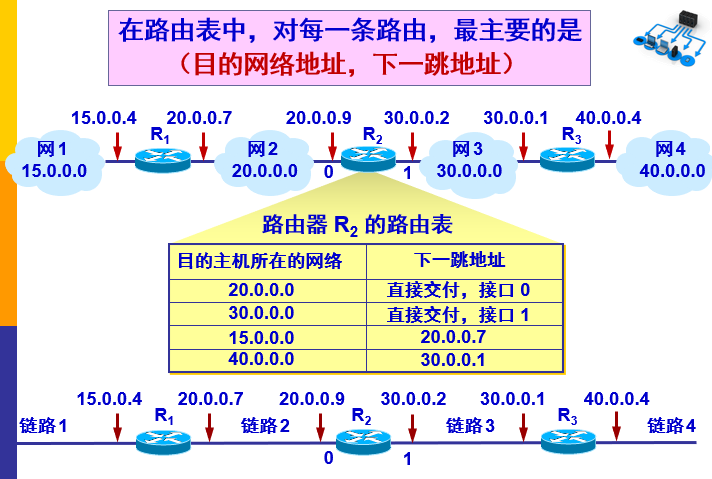 在路由表中，对每一条路由，最主要的是
（目的网络地址，下一跳地址）
15.0.0.4 20.0.0.7 20.0.0.9 30.0.0.2 30.0.0.1 40.0.0.4
R1 R2 R3
网1 网2 网3 网4
15.0.0.0 20.0.0.0 0 1 30.0.0.0 40.0.0.0
路由器 R2 的路由表
目的主机所在的网络 下一跳地址
20.0.0.0 直接交付，接口 0
30.0.0.0 直接交付，接口 1
15.0.0.0 20.0.0.7
40.0.0.0 30.0.0.1
15.0.0.4 20.0.0.7 20.0.0.9 30.0.0.2 30.0.0.1 40.0.0.4
R1 R2 R3
链路1 链路2 链路3 链路4
0 1